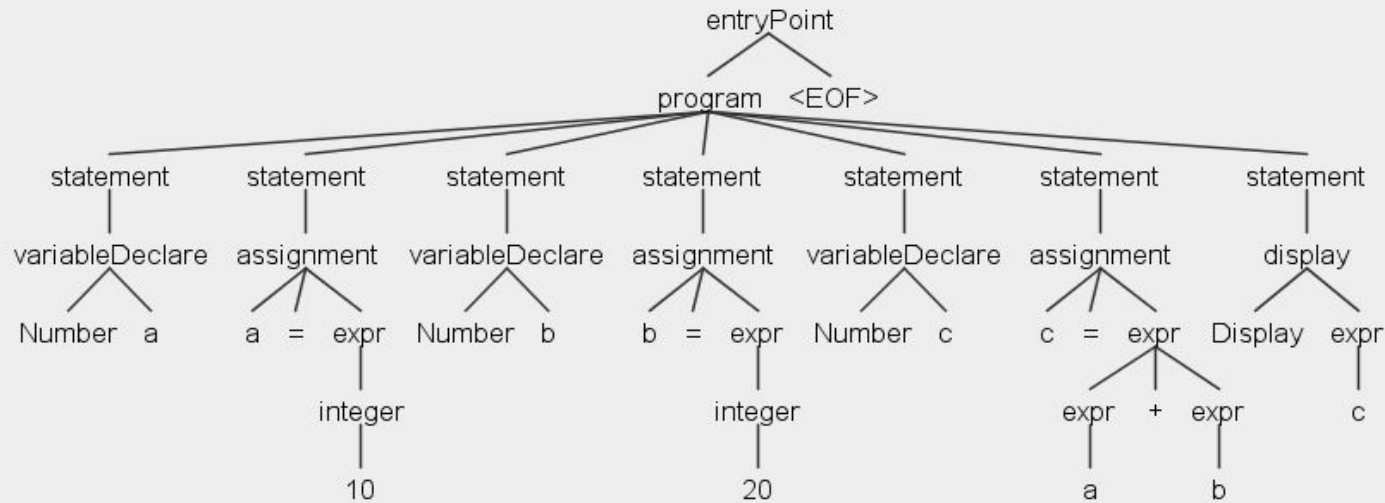 entryPoint
program <EOF>
statement statement statement statement statement statement statement
variableDeclare assignment variableDeclare assignment variableDeclare assignment display
Number a a = expr Number b b = expr Number c c = expr Display expr
integer integer expr + expr c
10 20 a b